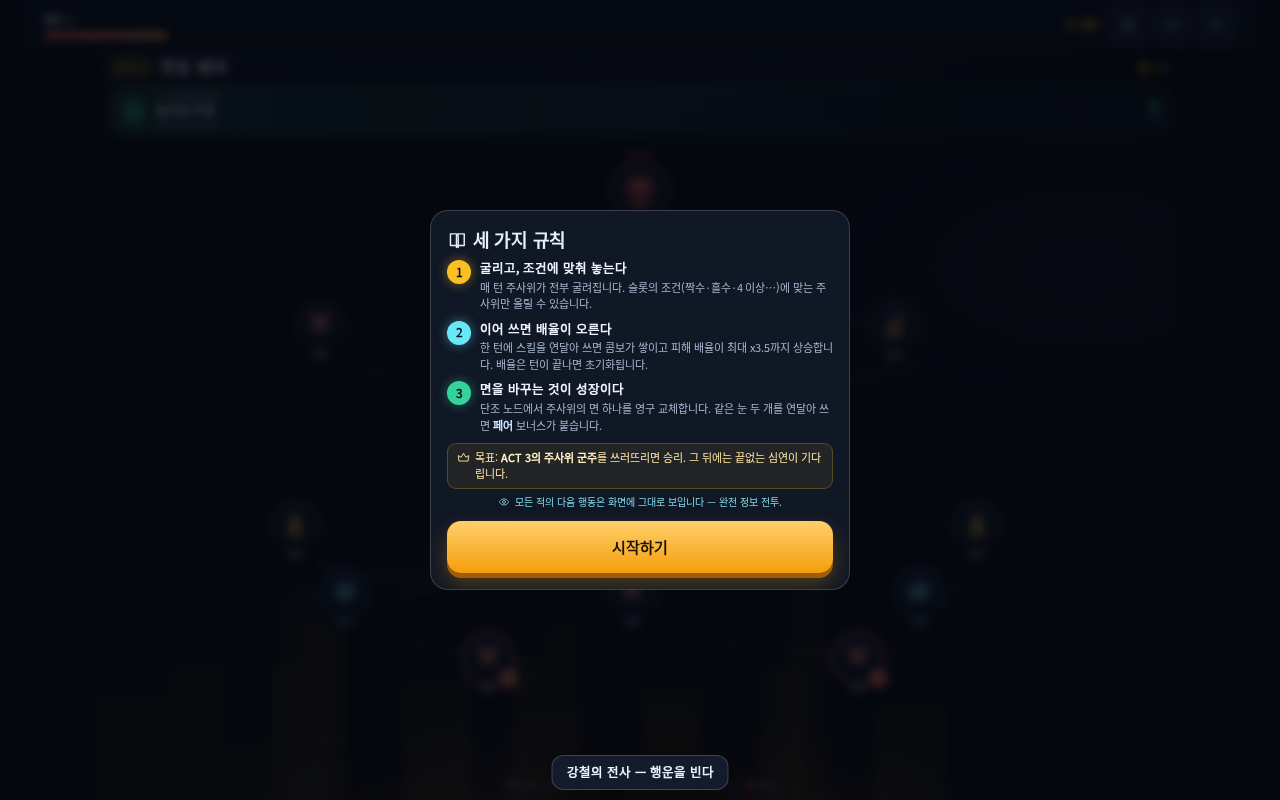 세 가지 규칙
1
굴리고, 조건에 맞춰 놓는다
매 턴 주사위가 전부 굴려집니다. 슬롯의 조건(짝수·홀수·4 이상…)에 맞는 주
사위만 올릴 수 있습니다.
2
이어 쓰면 배율이 오른다
한 턴에 스킬을 연달아 쓰면 콤보가 쌓이고 피해 배율이 최대 x3.5까지 상승합니
다. 배율은 턴이 끝나면 초기화됩니다.
3
면을 바꾸는 것이 성장이다
단조 노드에서 주사위의 면 하나를 영구 교체합니다. 같은 눈 두 개를 연달아 쓰
면 페어 보너스가 붙습니다.
목표: ACT 3의 주사위 군주를 쓰러뜨리면 승리. 그 뒤에는 끝없는 심연이 기다
립니다.
모든 적의 다음 행동은 화면에 그대로 보입니다 — 완전 정보 전투.
시작하기
강철의 전사 — 행운을 빈다